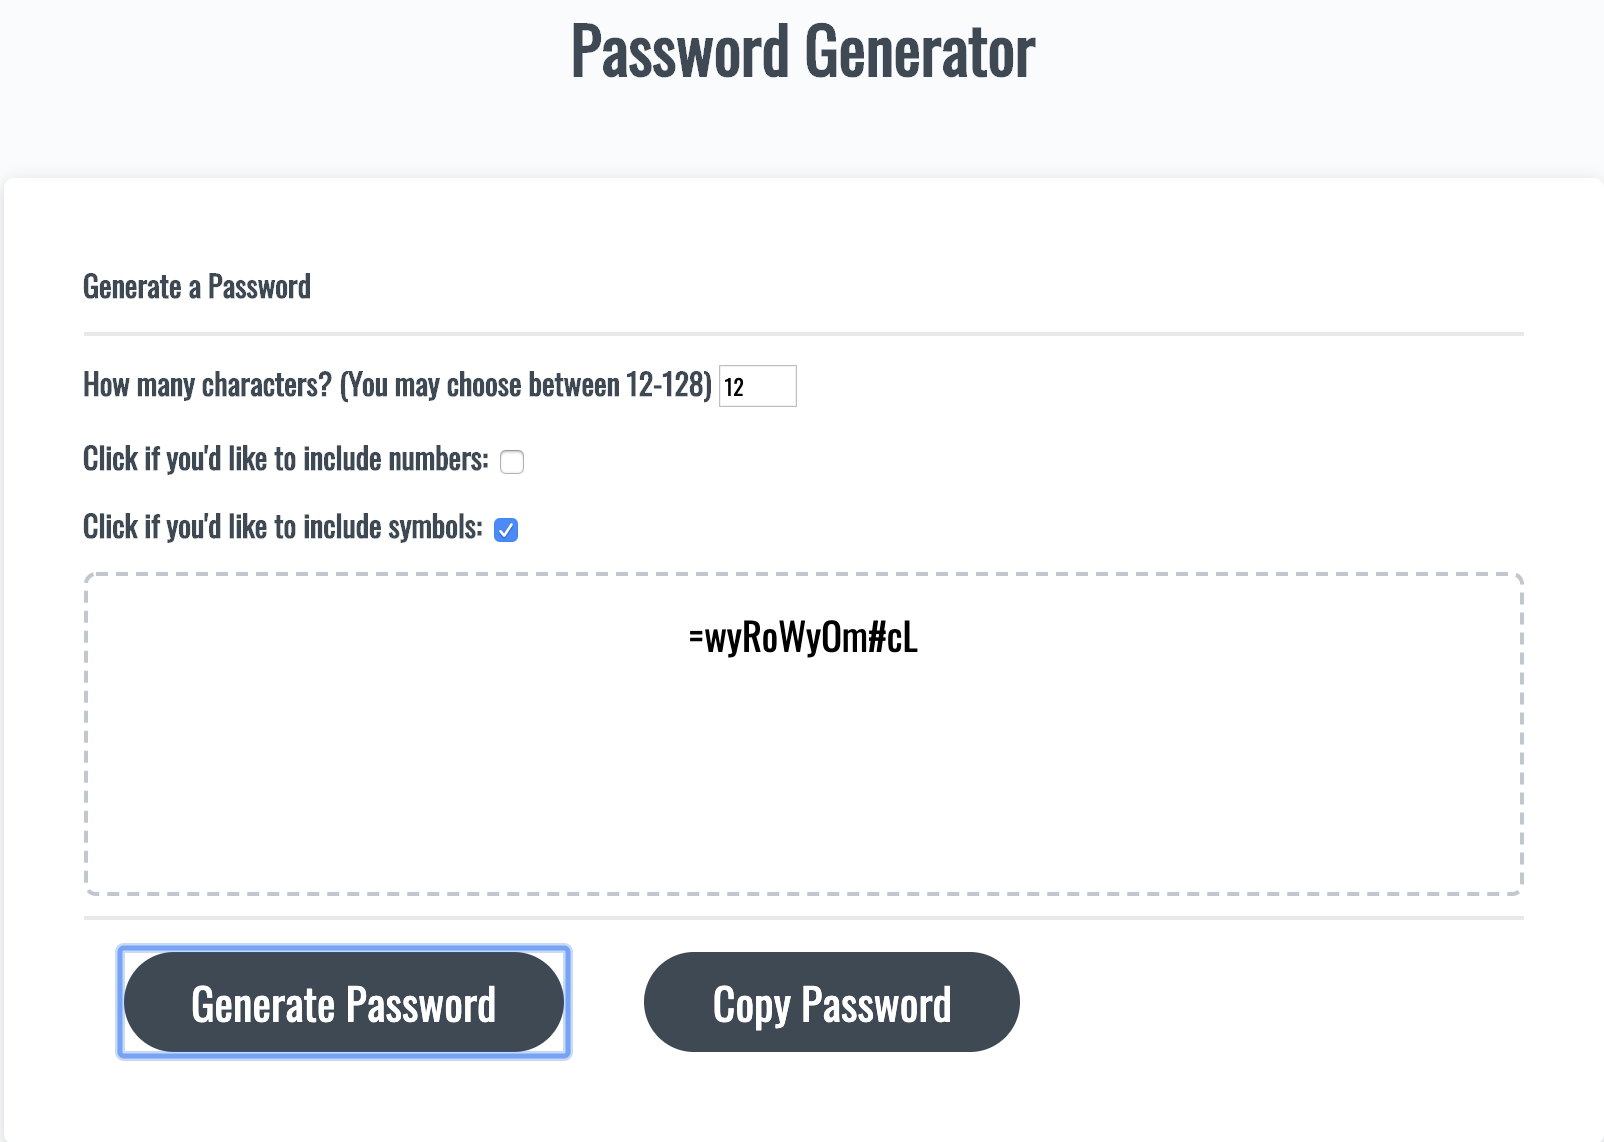 Password Generator
Generate a Password
How many characters? (You may choose between 12-128) 12
Click if you'd like to include numbers:
Click if you'd like to include symbols:
=wyRoWyOm#cL
Generate Password
Copy Password